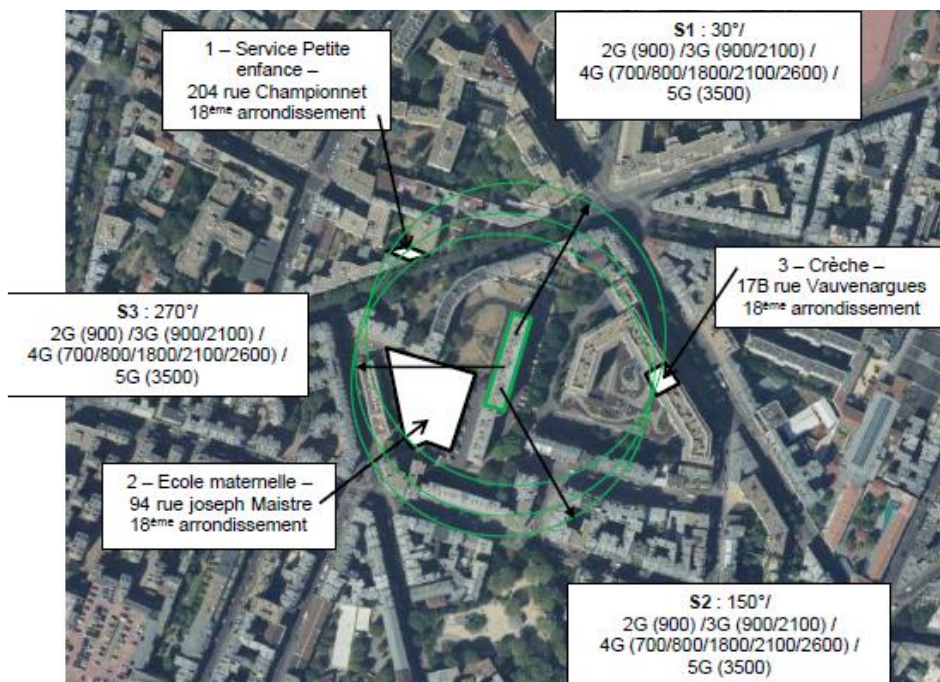 1 – Service Petite
enfance –
204 rue Championnet
18ème arrondissement
S1 : 30°/
2G (900) /3G (900/2100) /
4G (700/800/1800/2100/2600) /
5G (3500)
3 – Crèche –
17B rue Vauvenargues
18ème arrondissement
S3 : 270°/
2G (900) /3G (900/2100) /
4G (700/800/1800/2100/2600) /
5G (3500)
2 – Ecole maternelle –
94 rue joseph Maistre
18ème arrondissement
S2 : 150°/
2G (900) /3G (900/2100) /
4G (700/800/1800/2100/2600) /
5G (3500)